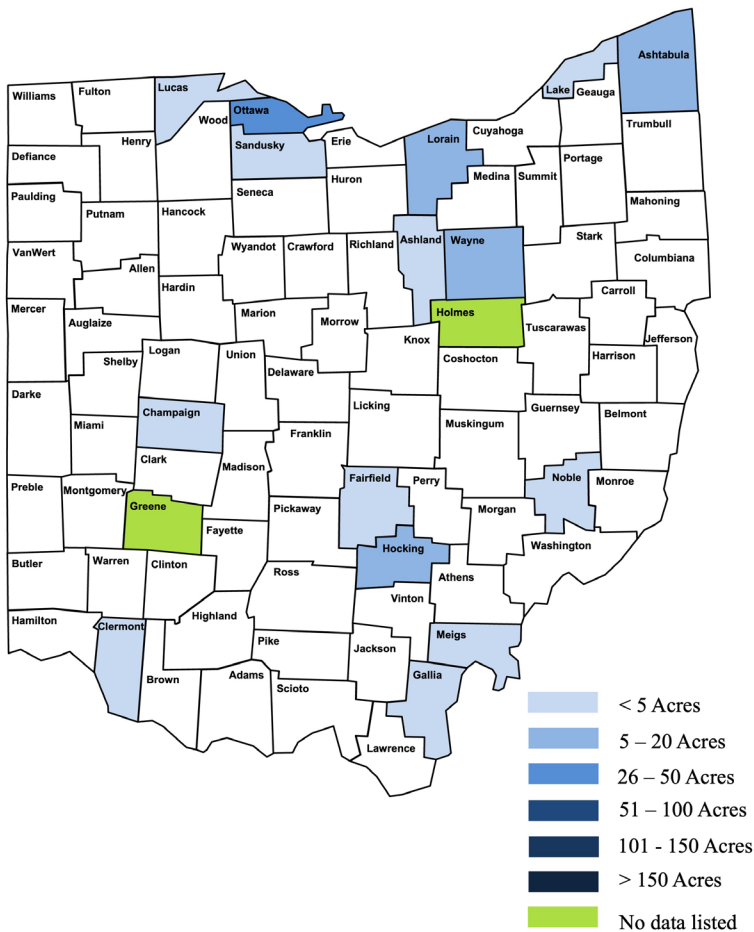 Ashtabula
Lake
Geauga
Williams
Fulton
Lucas
Ottawa
Wood
Trumbull
Henry
Sandusky
Erie
Lorain
Cuyahoga
Defiance
Portage
Medina
Summit
Huron
Seneca
Paulding
Mahoning
Putnam
Hancock
Stark
Wyandot
Crawford
Richland
Ashland
Wayne
VanWert
Allen
Columbiana
Hardin
Carroll
Mercer
Marion
Holmes
Auglaize
Morrow
Tuscarawas
Knox
Jefferson
Logan
Union
Shelby
Coshocton
Harrison
Delaware
Darke
Licking
Guernsey
Belmont
Champaign
Miami
Muskingum
Franklin
Clark
Madison
Fairfield
Perry
Noble
Monroe
Preble
Montgomery
Greene
Pickaway
Morgan
Fayette
Hocking
Washington
Butler
Warren
Clinton
Ross
Athens
Vinton
Hamilton
Clermont
Highland
Meigs
Pike
Jackson
Brown
Adams
Scioto
Gallia
Lawrence
< 5 Acres
5 – 20 Acres
26 – 50 Acres
51 – 100 Acres
101 - 150 Acres
> 150 Acres
No data listed